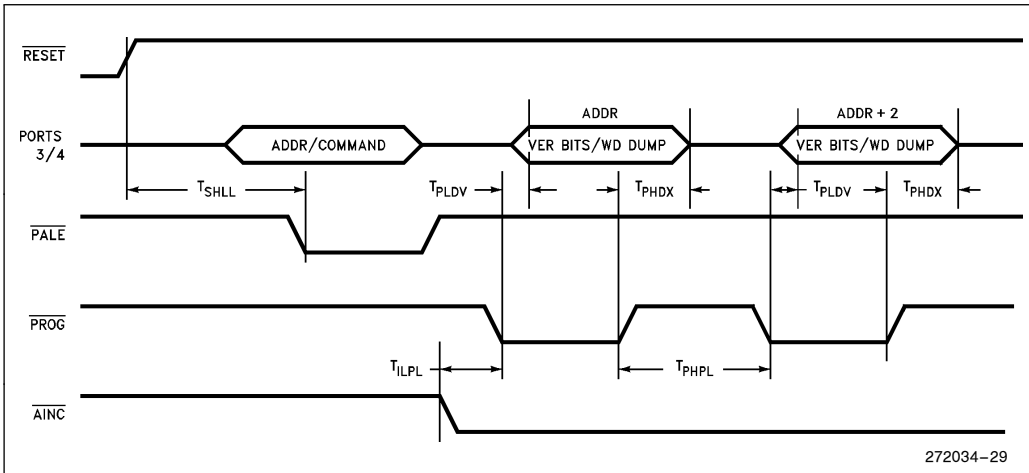 RESET
PORTS
3/4
ADDR/COMMAND
ADDR
VER BITS/WD DUMP
ADDR + 2
VER BITS/WD DUMP
TSHLL
TPLDV
TPHDX
TPLDV
TPHDX
PALE
PROG
TILPL
TPHPL
AINC
272034-29